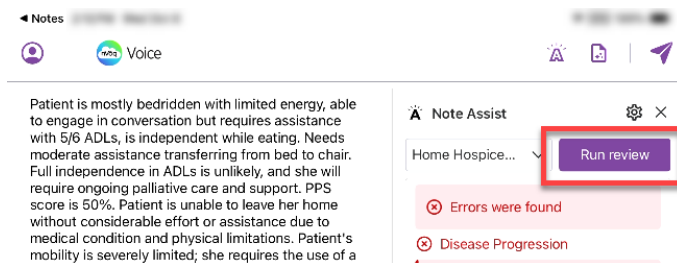 ◄ Notes
nVoq Voice
Patient is mostly bedridden with limited energy, able
to engage in conversation but requires assistance
with 5/6 ADLs, is independent while eating. Needs
moderate assistance transferring from bed to chair.
Full independence in ADLs is unlikely, and she will
require ongoing palliative care and support. PPS
score is 50%. Patient is unable to leave her home
without considerable effort or assistance due to
medical condition and physical limitations. Patient's
mobility is severely limited; she requires the use of a
Note Assist
Home Hospice...
Run review
Errors were found
Disease Progression